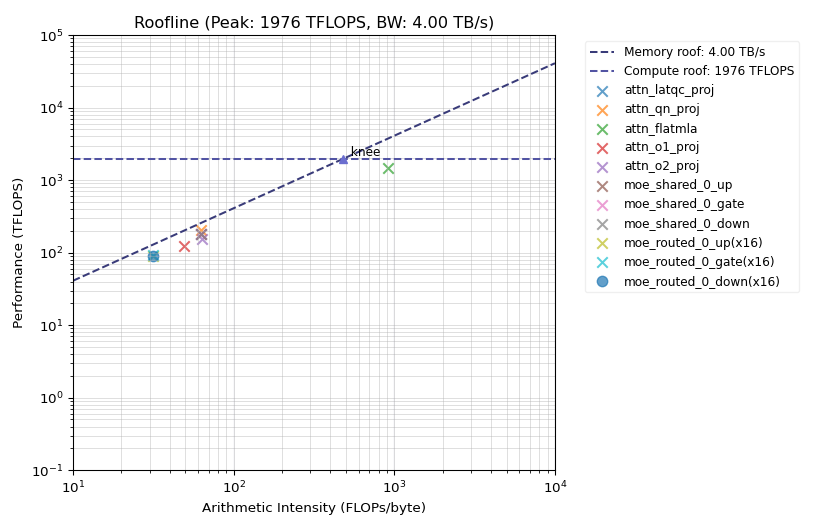 Roofline (Peak: 1976 TFLOPS, BW: 4.00 TB/s)
Performance (TFLOPS)
10^5
10^4
10^3
10^2
10^1
10^0
10^−1
knee
10^1 10^2 10^3 10^4
Arithmetic Intensity (FLOPs/byte)
Memory roof: 4.00 TB/s
Compute roof: 1976 TFLOPS
attn_latqc_proj
attn_qn_proj
attn_flatmla
attn_o1_proj
attn_o2_proj
moe_shared_0_up
moe_shared_0_gate
moe_shared_0_down
moe_routed_0_up(x16)
moe_routed_0_gate(x16)
moe_routed_0_down(x16)